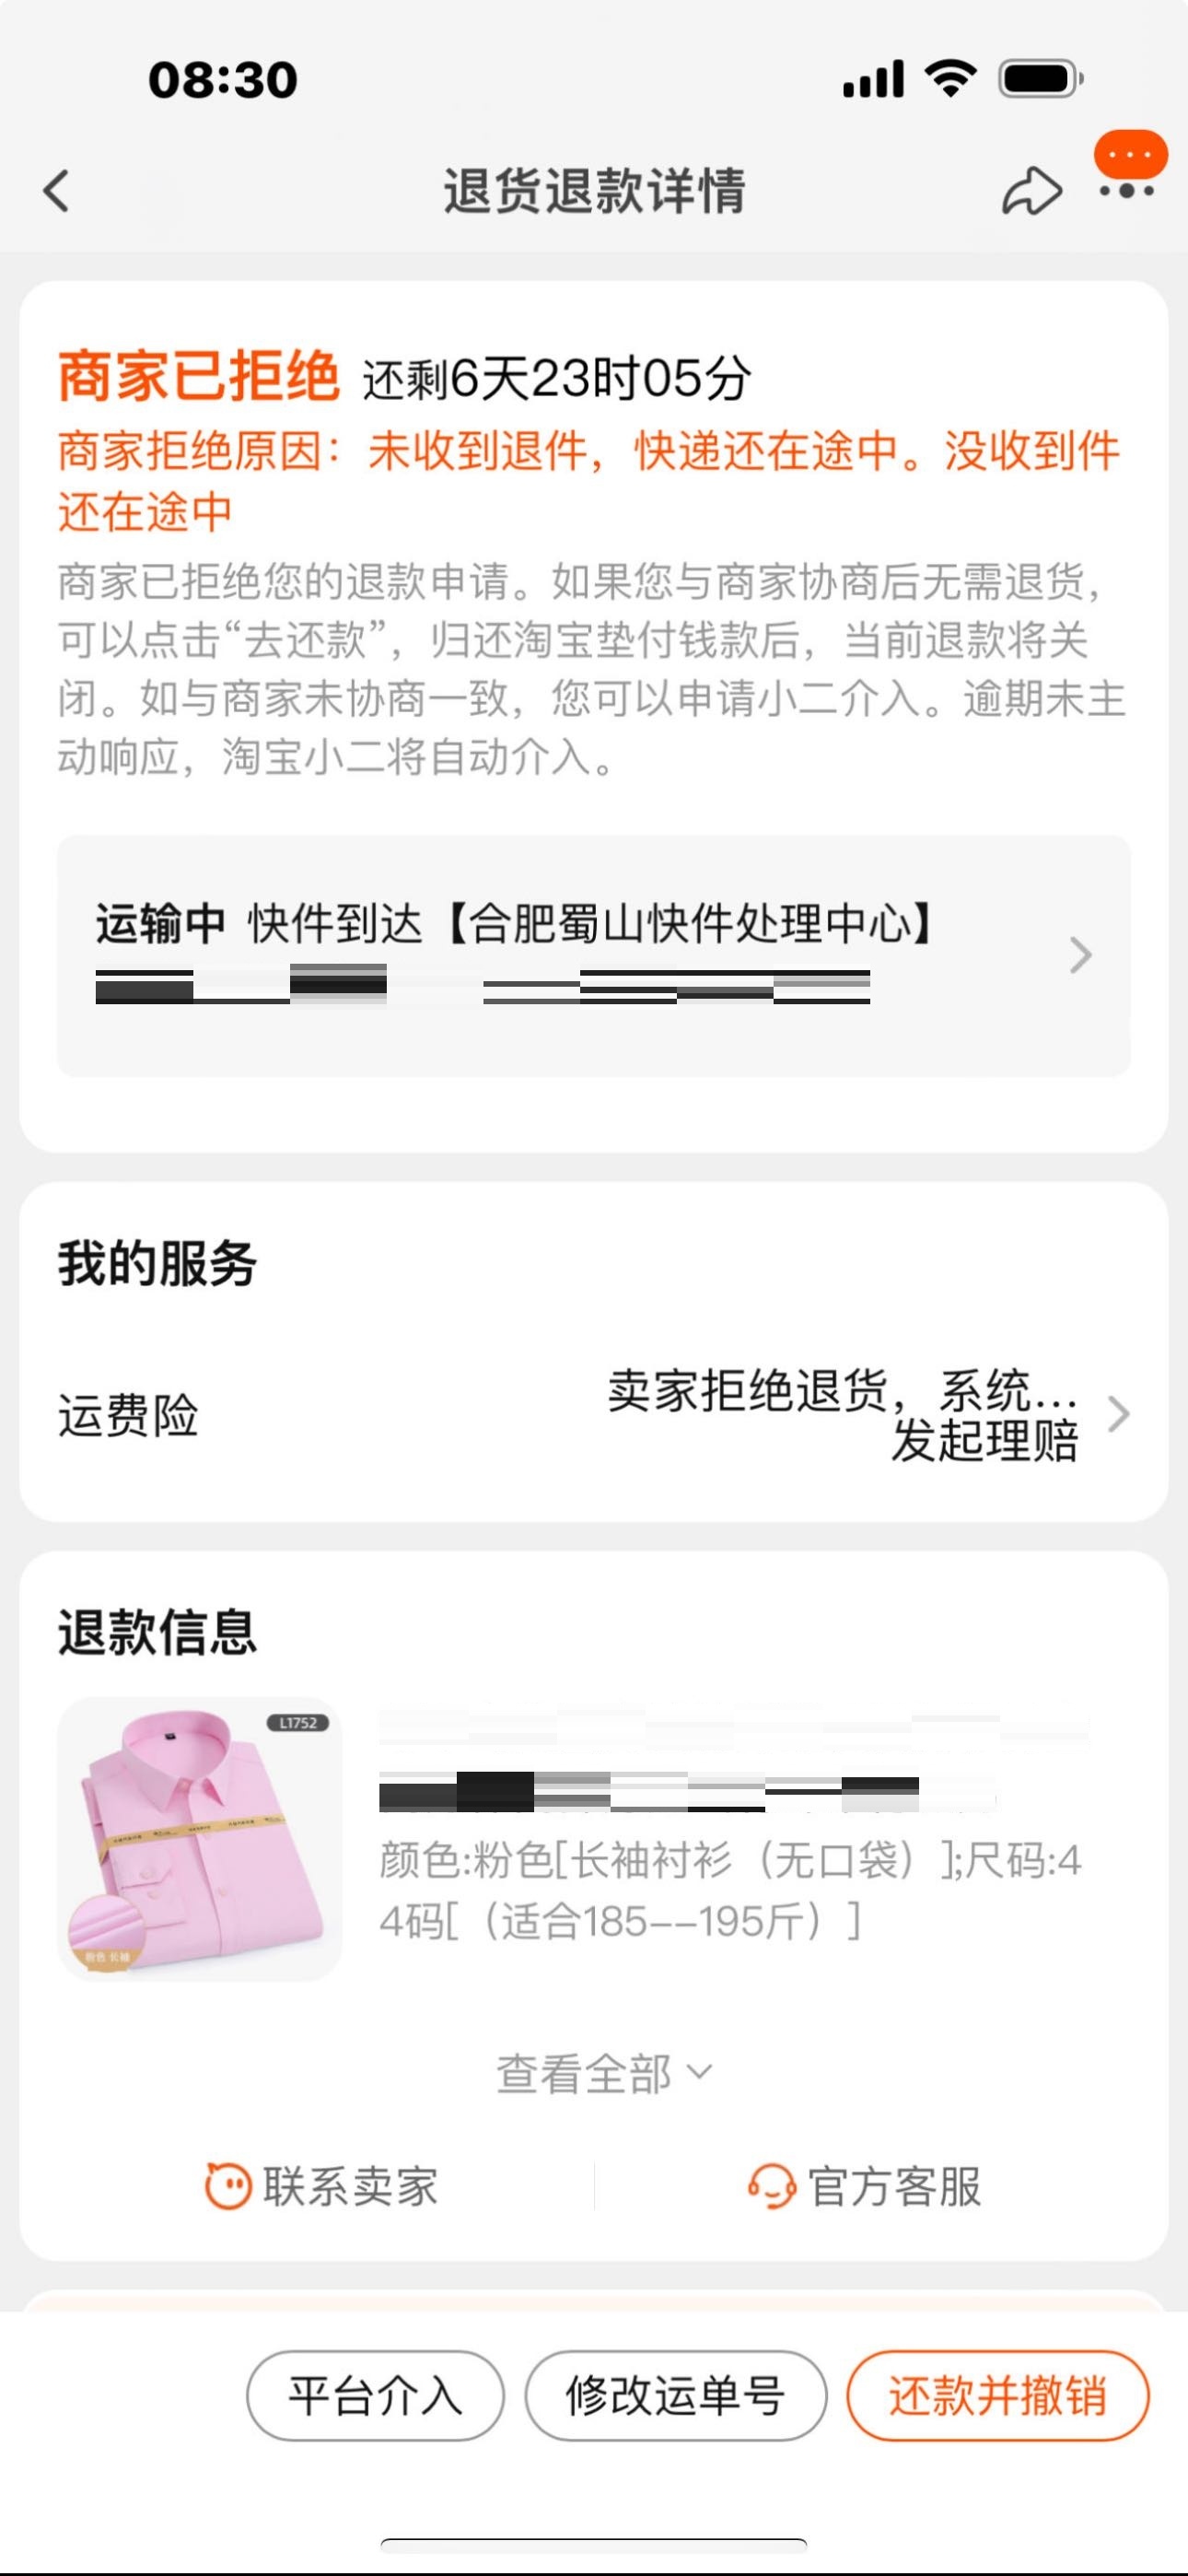 08:30
退货退款详情
商家已拒绝 还剩6天23时05分
商家拒绝原因：未收到退件，快递还在途中。没收到件
还在途中
商家已拒绝您的退款申请。如果您与商家协商后无需退货，
可以点击“去还款”，归还淘宝垫付钱款后，当前退款将关
闭。如与商家未协商一致，您可以申请小二介入。逾期未主
动响应，淘宝小二将自动介入。
运输中 快件到达【合肥蜀山快件处理中心】
我的服务
运费险
卖家拒绝退货，系统...
发起理赔
退款信息
L1752
粉色 长袖
颜色:粉色[长袖衬衫（无口袋）];尺码:4
4码[（适合185--195斤）]
查看全部
联系卖家
官方客服
平台介入
修改运单号
还款并撤销